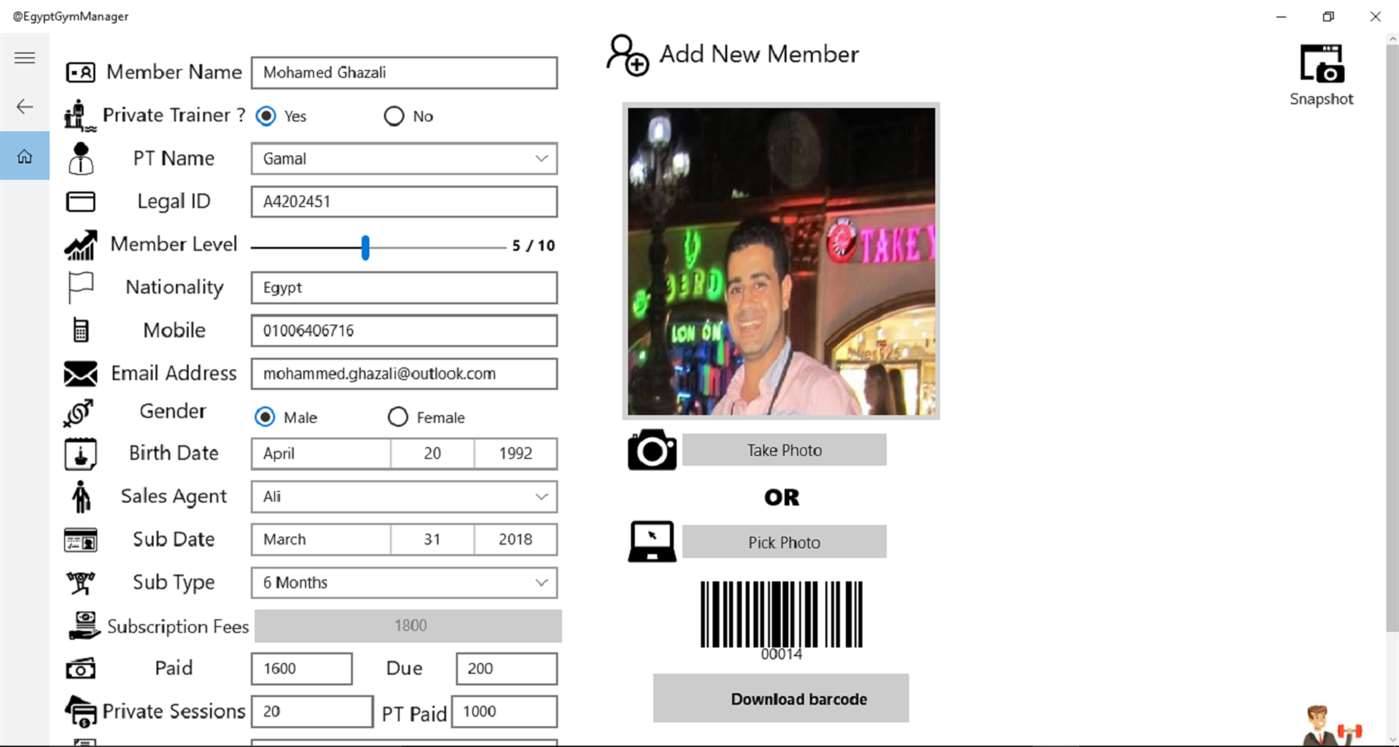 @EgyptGymManager
Add New Member
Snapshot
Member Name Mohamed Ghazali
Private Trainer ? Yes No
PT Name Gamal
Legal ID A4202451
Member Level 5 / 10
Nationality Egypt
Mobile 01006406716
Email Address mohammed.ghazali@outlook.com
Gender Male Female
Birth Date April 20 1992
Sales Agent Ali
Sub Date March 31 2018
Sub Type 6 Months
Subscription Fees 1800
Paid 1600 Due 200
Private Sessions 20 PT Paid 1000
TAKE
LON ON
Take Photo
OR
Pick Photo
00014
Download barcode